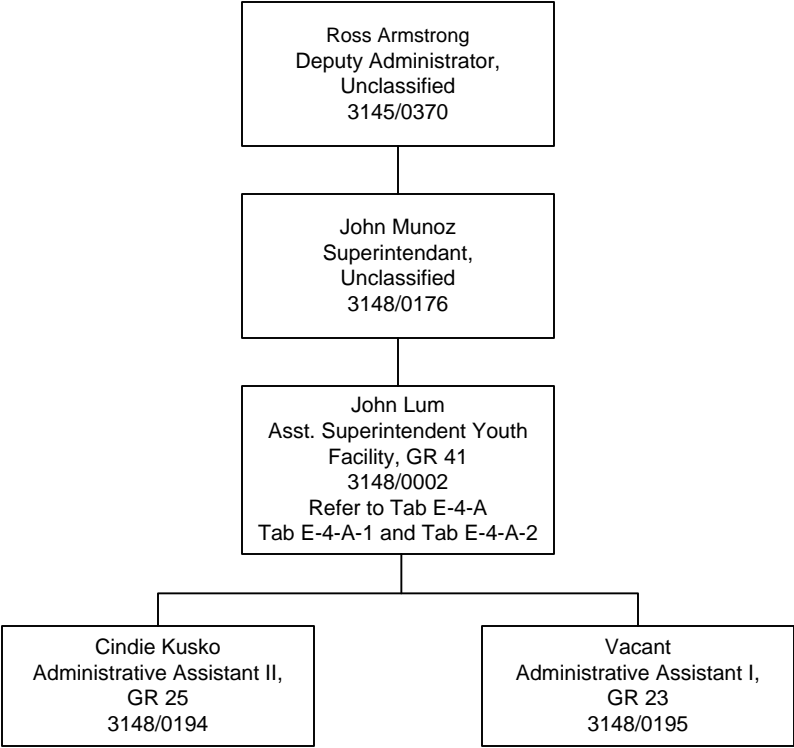 Ross Armstrong
Deputy Administrator,
Unclassified
3145/0370
John Munoz
Superintendant,
Unclassified
3148/0176
John Lum
Asst. Superintendent Youth
Facility, GR 41
3148/0002
Refer to Tab E-4-A
Tab E-4-A-1 and Tab E-4-A-2
Cindie Kusko
Administrative Assistant II,
GR 25
3148/0194
Vacant
Administrative Assistant I,
GR 23
3148/0195